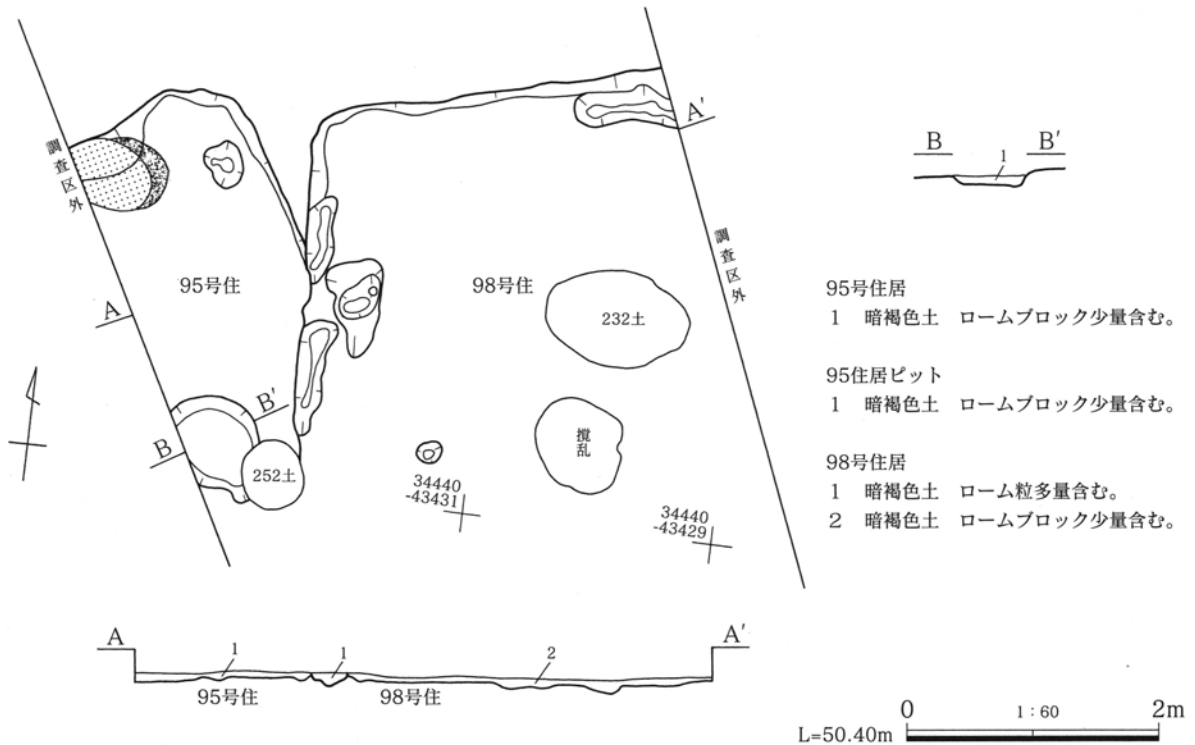 調査区外
A'
95号住
98号住
調査区外
232土
A
B'
B
252土
攪乱
34440
-43431
34440
-43429
B
B'
1
95号住居
1 暗褐色土 ロームブロック少量含む。
95住居ピット
1 暗褐色土 ロームブロック少量含む。
98号住居
1 暗褐色土 ローム粒多量含む。
2 暗褐色土 ロームブロック少量含む。
A
A'
1
1
2
95号住
98号住
0
1:60
2m
L=50.40m